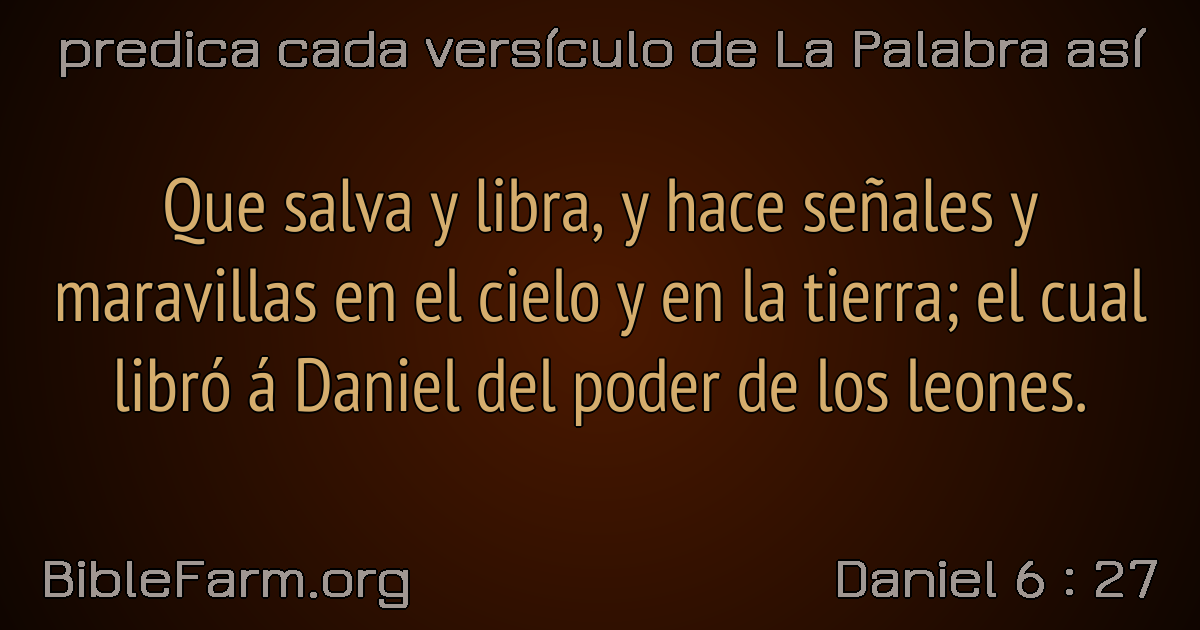 predica cada versículo de La Palabra así
Que salva y libra, y hace señales y
maravillas en el cielo y en la tierra; el cual
libró á Daniel del poder de los leones.
BibleFarm.org
Daniel 6 : 27